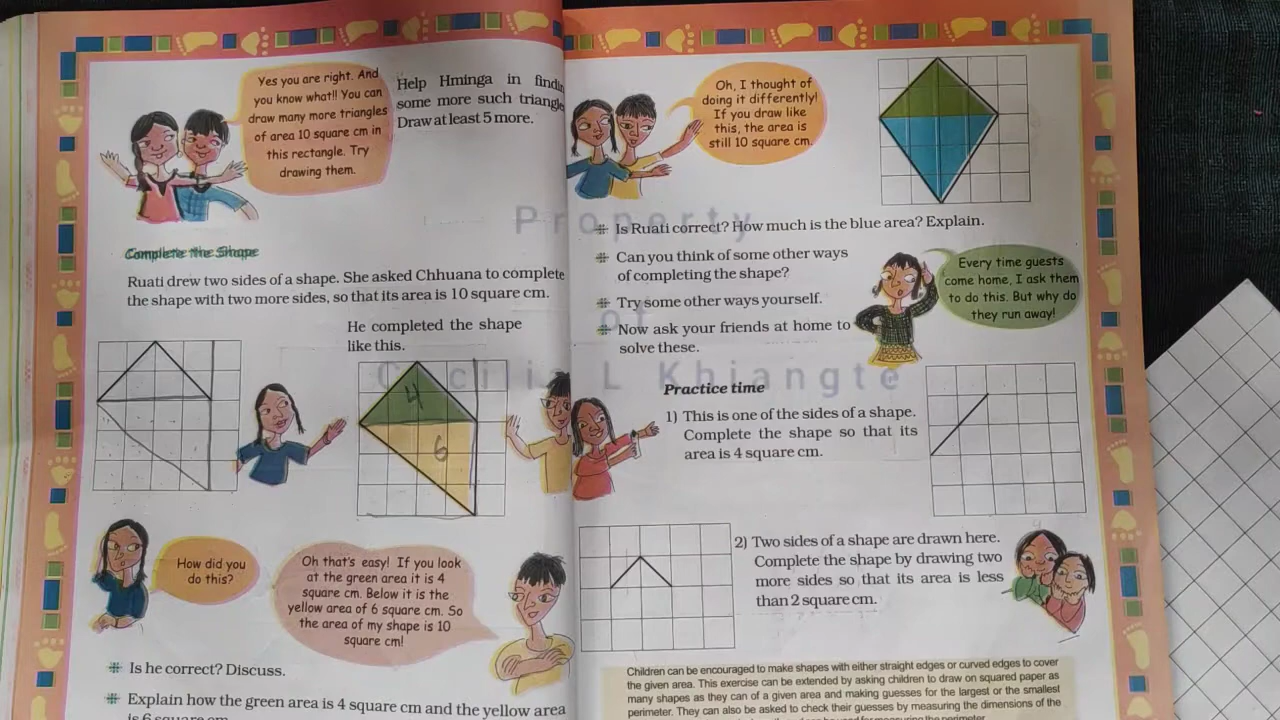 Yes you are right. And
you know what!! You can
draw many more triangles
of area 10 square cm in
this rectangle. Try
drawing them.
Help Hminga in
some more such triangle
Draw at least 5 more.
Complete the Shape
Ruati drew two sides of a shape. She asked Chhuana to complete
the shape with two more sides, so that its area is 10 square cm.
He completed the shape
like this.
4
6
How did you
do this?
Oh that's easy! If you look
at the green area it is 4
square cm. Below it is the
yellow area of 6 square cm. So
the area of my shape is 10
square cm!
Is he correct? Discuss.
Explain how the green area is 4 square cm and the yellow area
is 6 square cm
Oh, I thought of
doing it differently!
If you draw like
this, the area is
still 10 square cm.
Property
of
L Khiangte
Is Ruati correct? How much is the blue area? Explain.
Can you think of some other ways
of completing the shape?
Try some other ways yourself.
Now ask your friends at home to
solve these.
Every time guests
come home, I ask them
to do this. But why do
they run away!
Practice time
1) This is one of the sides of a shape.
Complete the shape so that its
area is 4 square cm.
2) Two sides of a shape are drawn here.
Complete the shape by drawing two
more sides so that its area is less
than 2 square cm.
Children can be encouraged to make shapes with either straight edges or curved edges to cover
the given area. This exercise can be extended by asking children to draw on squared paper as
many shapes as they can of a given area and making guesses for the largest or the smallest
perimeter. They can also be asked to check their guesses by measuring the dimensions of the